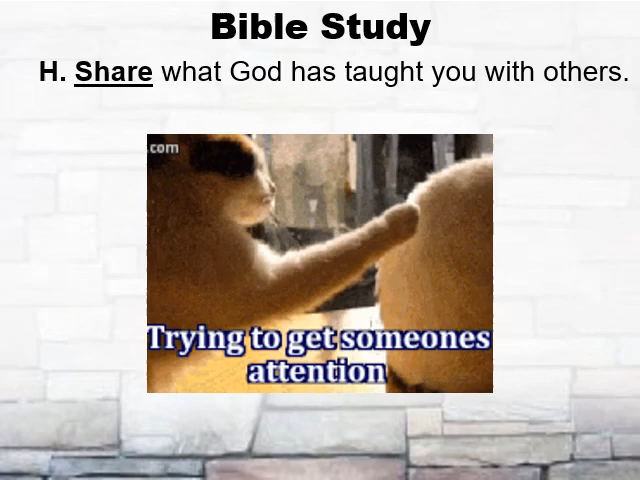 Bible Study
H. Share what God has taught you with others.
.com
Trying to get someones
attention